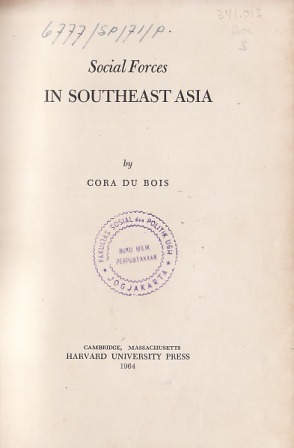 6777/SP/71/P.
Social Forces
IN SOUTHEAST ASIA
by
CORA DU BOIS
FAKULTAS SOSIAL dan POLITIK UGM
BUKU MILIK
PERPUSTAKAAN
★ JOGJAKARTA ★
CAMBRIDGE, MASSACHUSETTS
HARVARD UNIVERSITY PRESS
1964